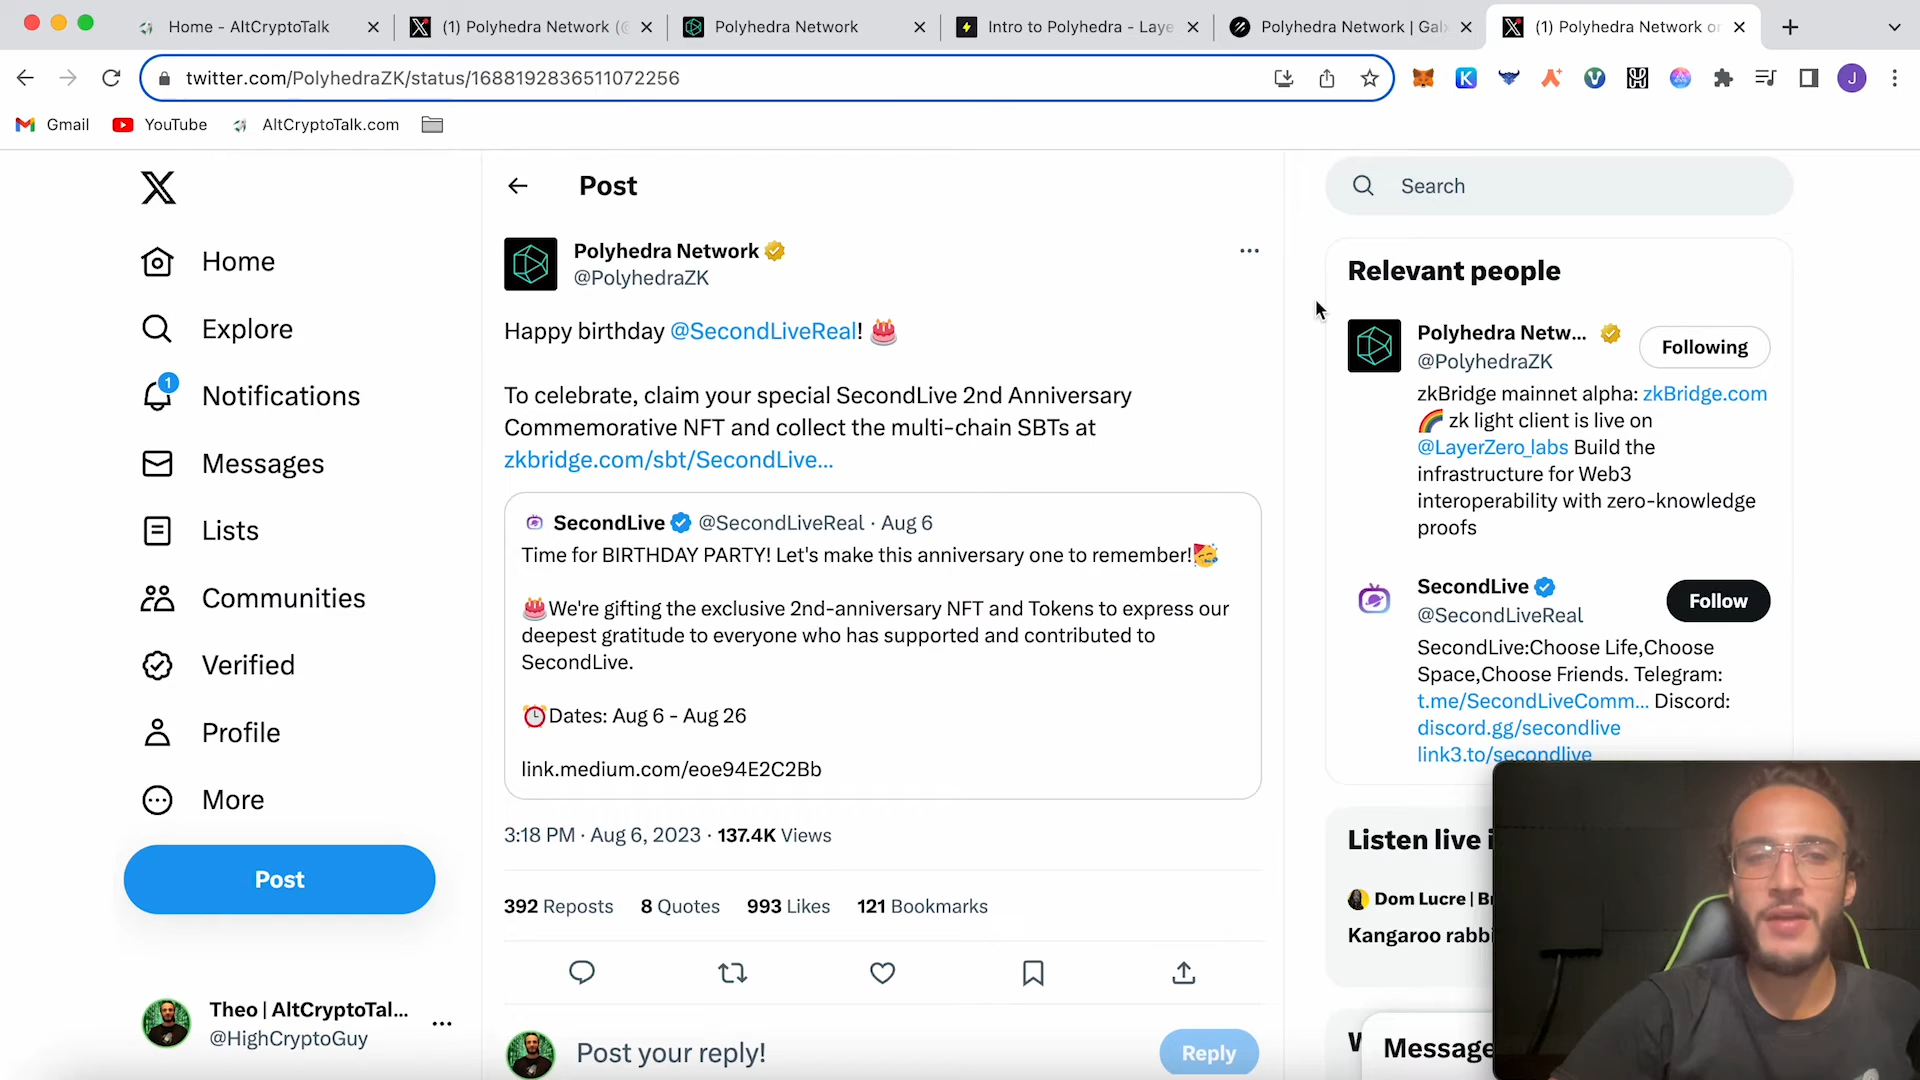 Home - AltCryptoTalk
(1) Polyhedra Network (@
Polyhedra Network
Intro to Polyhedra - Laye
Polyhedra Network | Gal
(1) Polyhedra Network on
twitter.com/PolyhedraZK/status/1688192836511072256
J
Gmail
YouTube
AltCryptoTalk.com
Post
Search
Home
Explore
1
Notifications
Messages
Lists
Communities
Verified
Profile
More
Post
Theo | AltCryptoTal...
@HighCryptoGuy
Polyhedra Network
@PolyhedraZK
Happy birthday @SecondLiveReal! 🎂
To celebrate, claim your special SecondLive 2nd Anniversary
Commemorative NFT and collect the multi-chain SBTs at
zkbridge.com/sbt/SecondLive...
SecondLive @SecondLiveReal · Aug 6
Time for BIRTHDAY PARTY! Let's make this anniversary one to remember!🥳
🎂We're gifting the exclusive 2nd-anniversary NFT and Tokens to express our
deepest gratitude to everyone who has supported and contributed to
SecondLive.
⏰Dates: Aug 6 - Aug 26
link.medium.com/eoe94E2C2Bb
3:18 PM · Aug 6, 2023 · 137.4K Views
392 Reposts 8 Quotes 993 Likes 121 Bookmarks
Post your reply!
Reply
Relevant people
Polyhedra Netw...
Following
@PolyhedraZK
zkBridge mainnet alpha: zkBridge.com
🌈 zk light client is live on
@LayerZero_labs Build the
infrastructure for Web3
interoperability with zero-knowledge
proofs
SecondLive
Follow
@SecondLiveReal
SecondLive:Choose Life,Choose
Space,Choose Friends. Telegram:
t.me/SecondLiveComm... Discord:
discord.gg/secondlive
link3.to/secondlive
Listen live i
Dom Lucre | Br
Kangaroo rabbi
Message